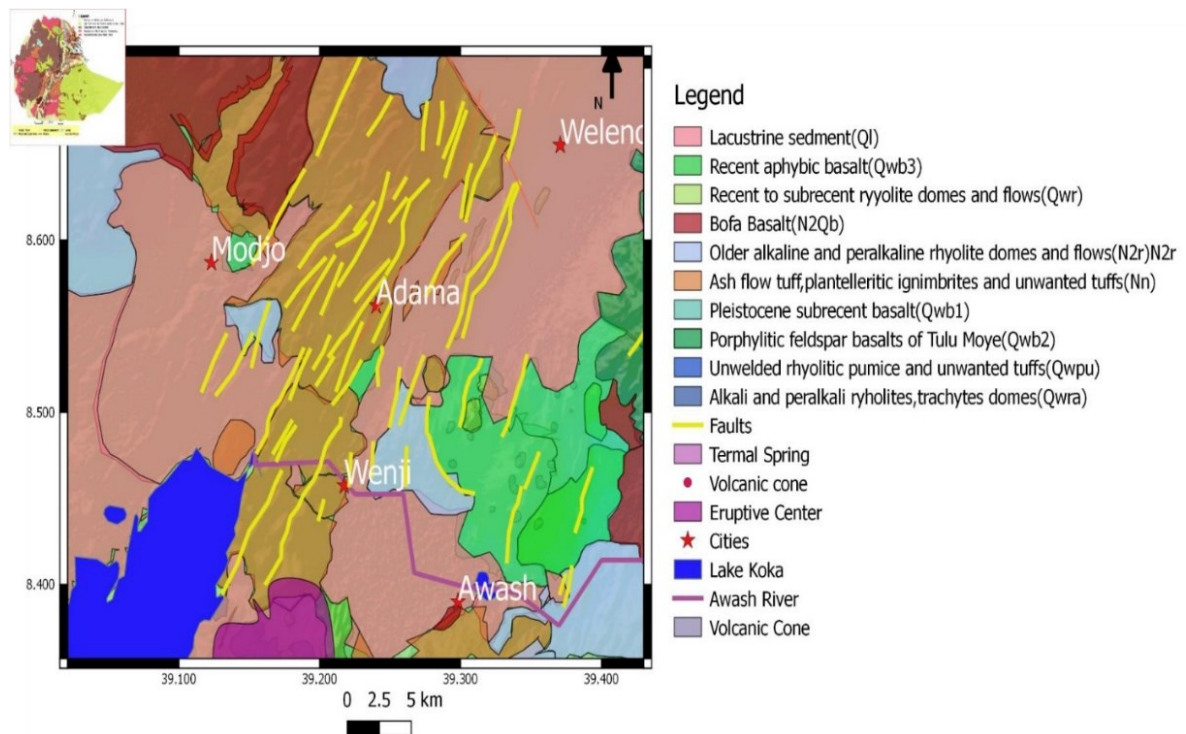 N
Welenc
Modjo
Adama
Wenji
Awash
8.600
8.500
8.400
39.100 39.200 39.300 39.400
0 2.5 5 km
Legend
Lacustrine sediment(Ql)
Recent aphybic basalt(Qwb3)
Recent to subrecent ryyolite domes and flows(Qwr)
Bofa Basalt(N2Qb)
Older alkaline and peralkaline rhyolite domes and flows(N2r)N2r
Ash flow tuff,plantelleritic ignimbrites and unwanted tuffs(Nn)
Pleistocene subrecent basalt(Qwb1)
Porphylitic feldspar basalts of Tulu Moye(Qwb2)
Unwelded rhyolitic pumice and unwanted tuffs(Qwpu)
Alkali and peralkali ryholites,trachytes domes(Qwra)
Faults
Termal Spring
Volcanic cone
Eruptive Center
Cities
Lake Koka
Awash River
Volcanic Cone